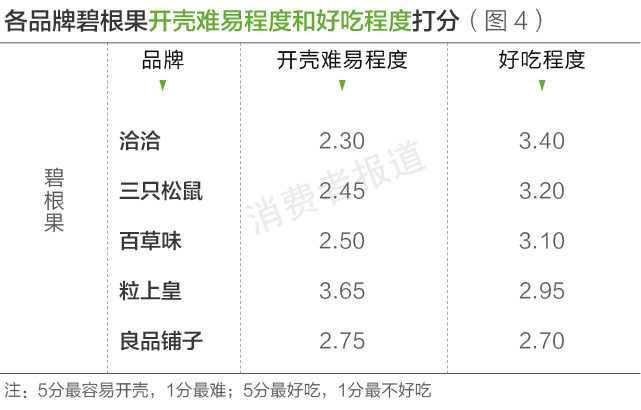 各品牌碧根果开壳难易程度和好吃程度打分（图 4）
品牌 开壳难易程度 好吃程度
碧根果
洽洽 2.30 3.40
三只松鼠 2.45 3.20
百草味 2.50 3.10
粒上皇 3.65 2.95
良品铺子 2.75 2.70
消费者报道
注：5分最容易开壳，1分最难；5分最好吃，1分最不好吃